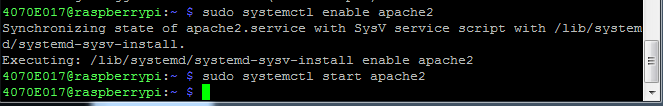 4070E017@raspberrypi:~ $ sudo systemctl enable apache2
Synchronizing state of apache2.service with SysV service script with /lib/system
d/systemd-sysv-install.
Executing: /lib/systemd/systemd-sysv-install enable apache2
4070E017@raspberrypi:~ $ sudo systemctl start apache2
4070E017@raspberrypi:~ $